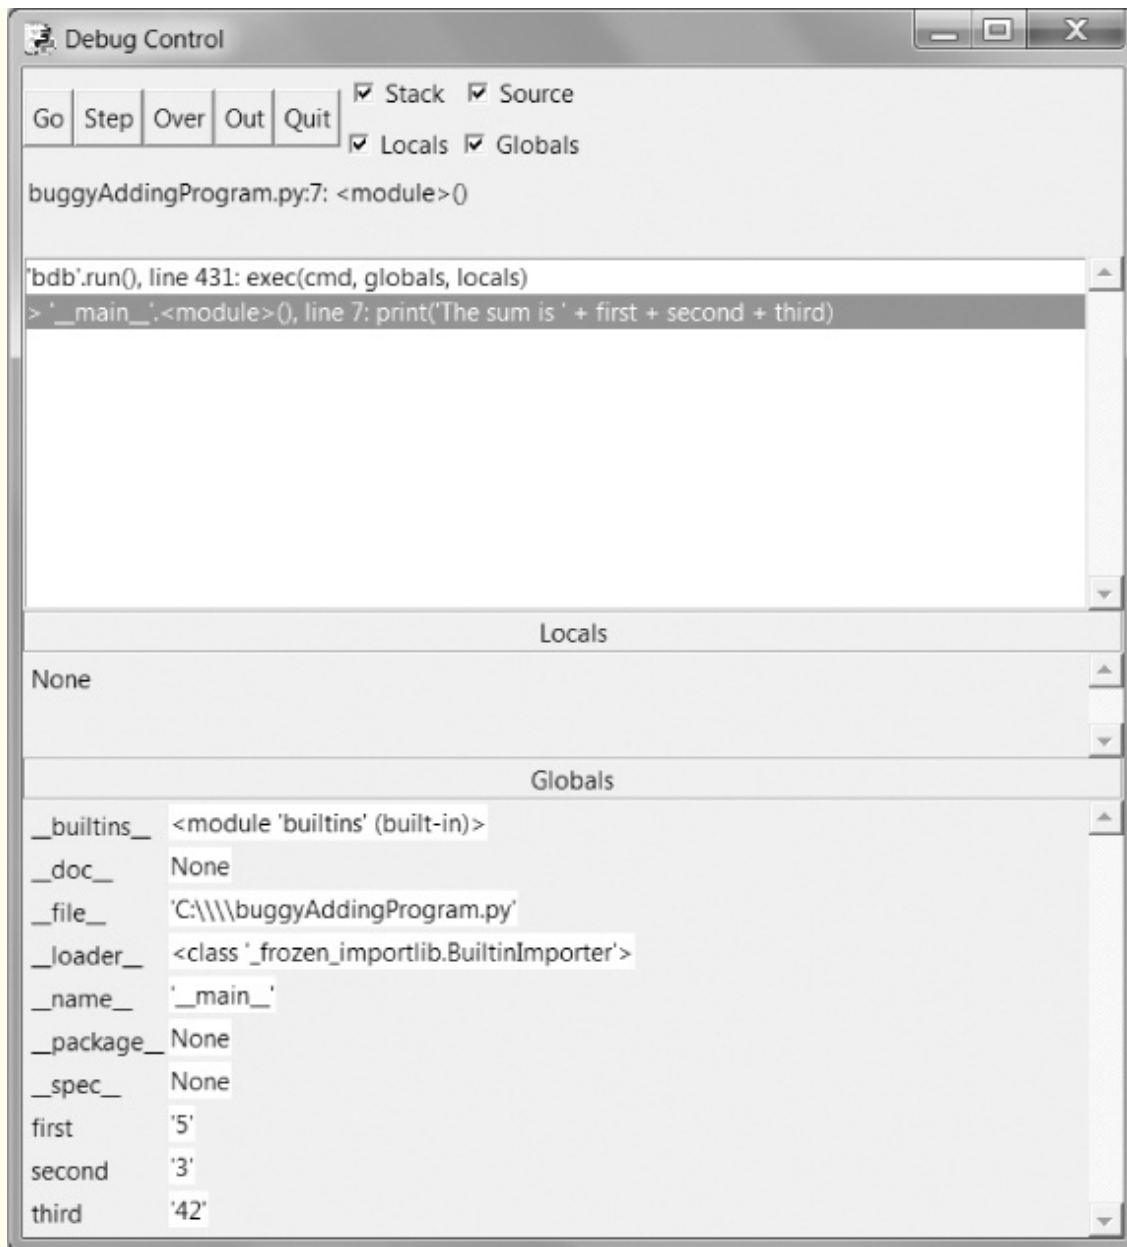 Debug Control
Go Step Over Out Quit
Stack Source
Locals Globals
buggyAddingProgram.py:7: <module>()
'bdb'.run(), line 431: exec(cmd, globals, locals)
> '__main__'.<module>(), line 7: print('The sum is ' + first + second + third)
Locals
None
Globals
__builtins__ <module 'builtins' (built-in)>
__doc__ None
__file__ 'C:\\\\buggyAddingProgram.py'
__loader__ <class '_frozen_importlib.BuiltinImporter'>
__name__ '__main__'
__package__ None
__spec__ None
first '5'
second '3'
third '42'